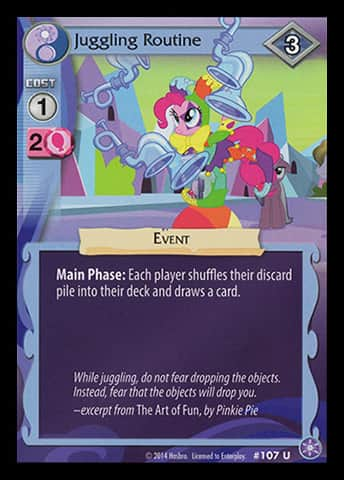 Juggling Routine
3
COST
1
2
EVENT
Main Phase: Each player shuffles their discard
pile into their deck and draws a card.
While juggling, do not fear dropping the objects.
Instead, fear that the objects will drop you.
–excerpt from The Art of Fun, by Pinkie Pie
© 2014 Hasbro. Licensed to Enterplay. #107 U